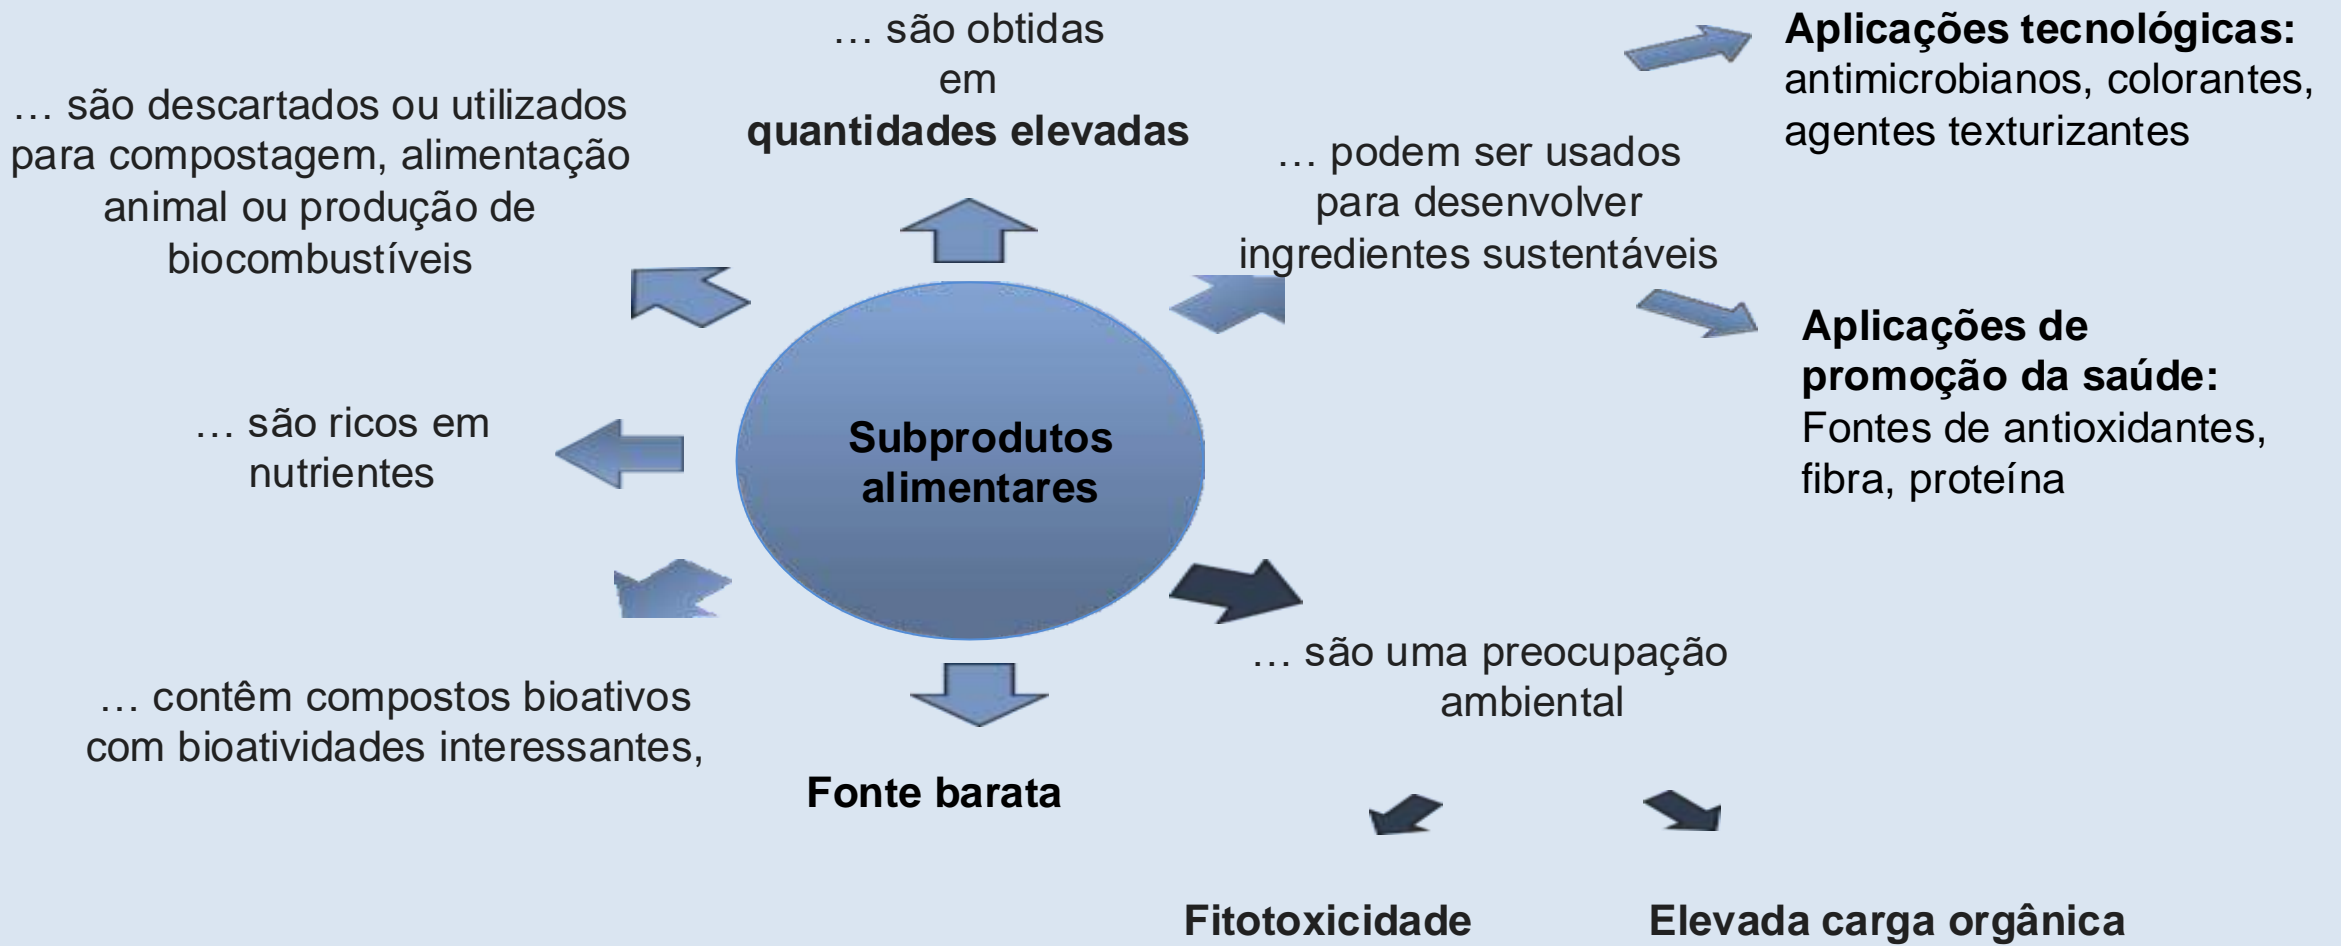 … são obtidas
em
quantidades elevadas
… são descartados ou utilizados
para compostagem, alimentação
animal ou produção de
biocombustíveis
… são ricos em
nutrientes
… contêm compostos bioativos
com bioatividades interessantes,
Subprodutos
alimentares
Fonte barata
… podem ser usados
para desenvolver
ingredientes sustentáveis
Aplicações tecnológicas:
antimicrobianos, colorantes,
agentes texturizantes
Aplicações de
promoção da saúde:
Fontes de antioxidantes,
fibra, proteína
… são uma preocupação
ambiental
Fitotoxicidade
Elevada carga orgânica